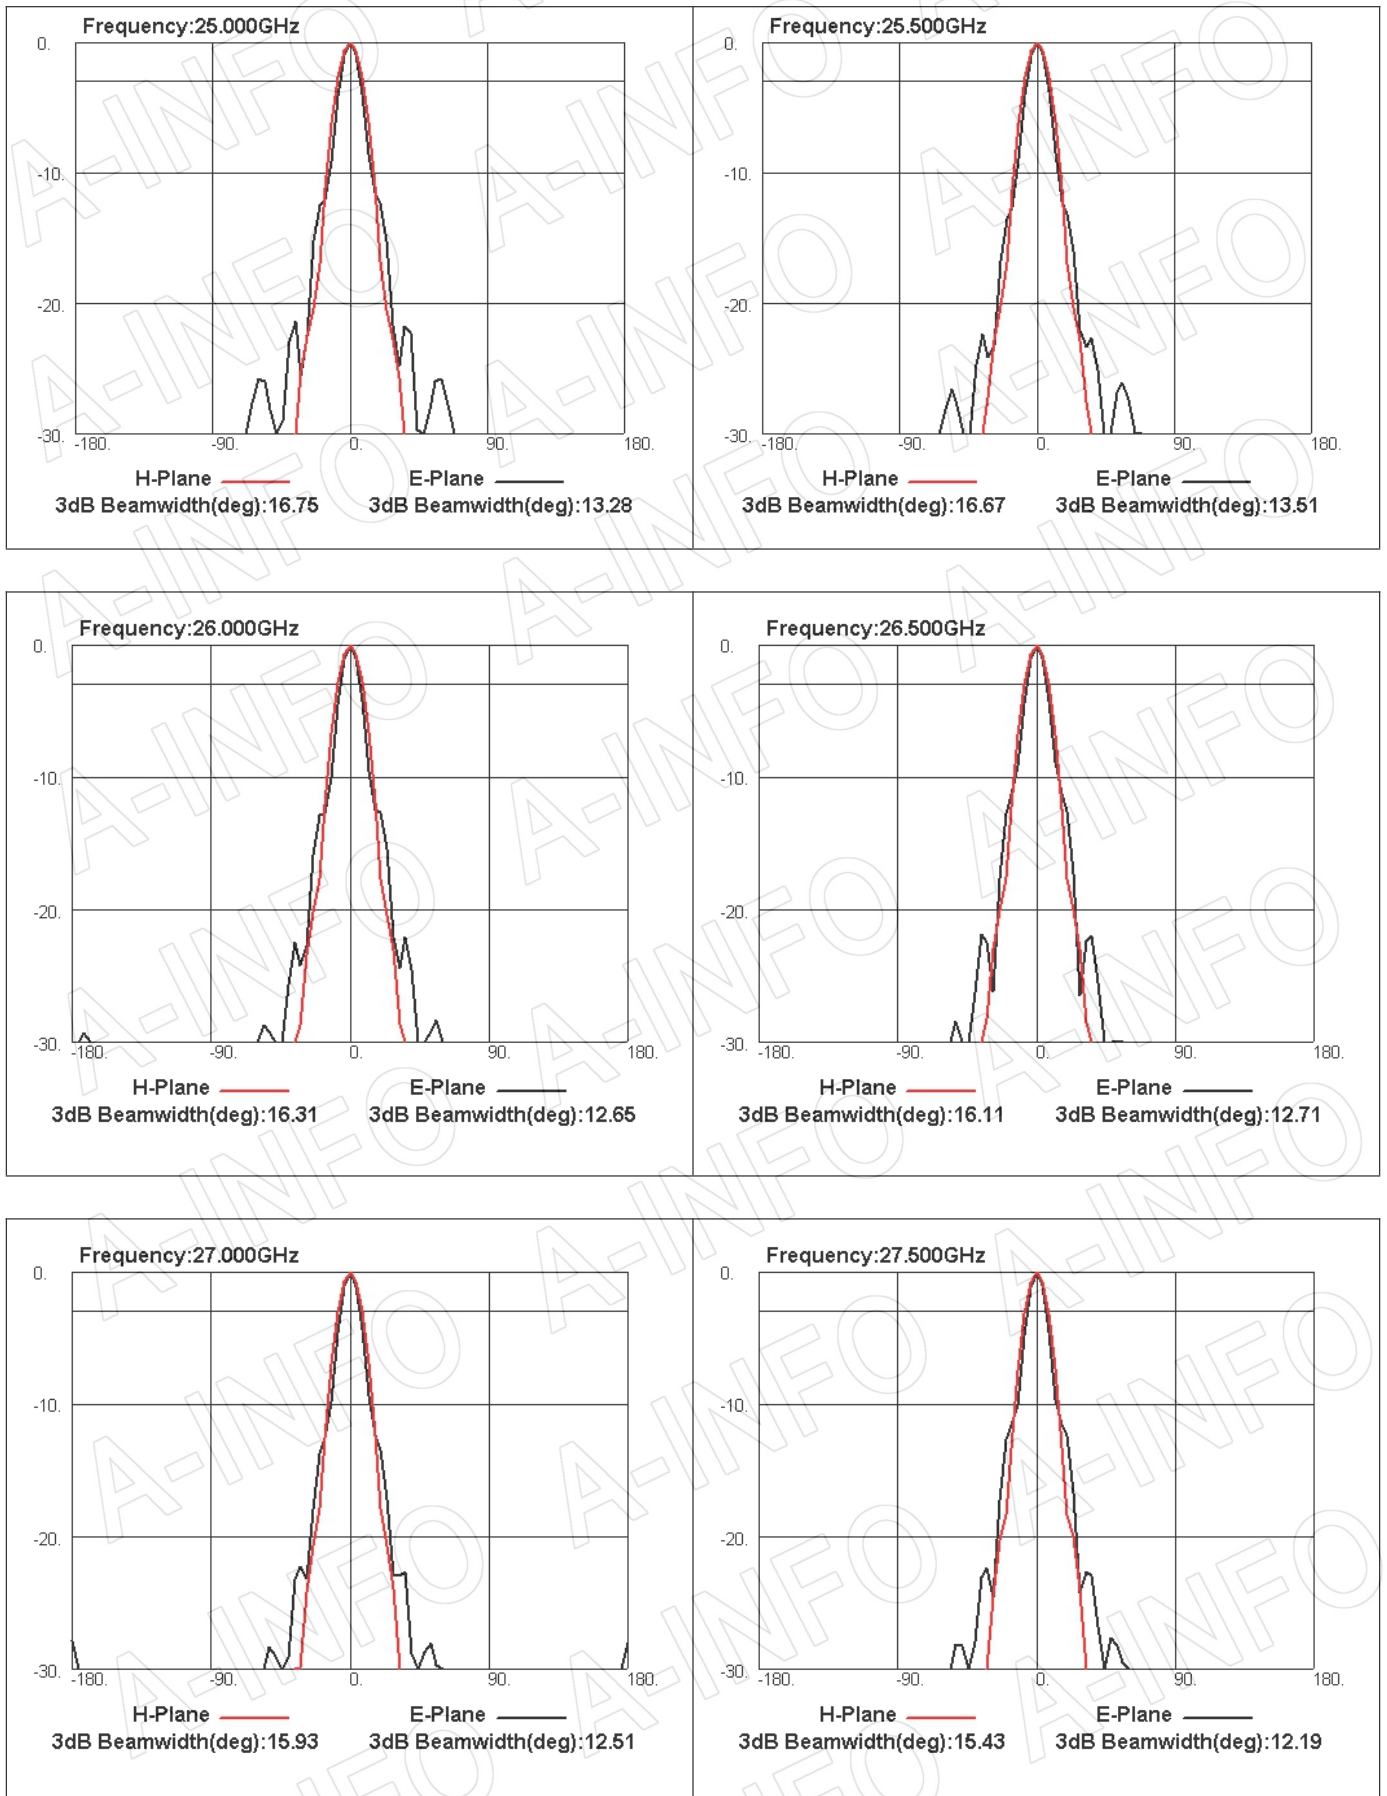 Frequency:25.000GHz
0.
-10.
-20.
-30.
-180. -90. 0. 90. 180.
H-Plane E-Plane
3dB Beamwidth(deg):16.75 3dB Beamwidth(deg):13.28
Frequency:25.500GHz
0.
-10.
-20.
-30.
-180. -90. 0. 90. 180.
H-Plane E-Plane
3dB Beamwidth(deg):16.67 3dB Beamwidth(deg):13.51
Frequency:26.000GHz
0.
-10.
-20.
-30.
-180. -90. 0. 90. 180.
H-Plane E-Plane
3dB Beamwidth(deg):16.31 3dB Beamwidth(deg):12.65
Frequency:26.500GHz
0.
-10.
-20.
-30.
-180. -90. 0. 90. 180.
H-Plane E-Plane
3dB Beamwidth(deg):16.11 3dB Beamwidth(deg):12.71
Frequency:27.000GHz
0.
-10.
-20.
-30.
-180. -90. 0. 90. 180.
H-Plane E-Plane
3dB Beamwidth(deg):15.93 3dB Beamwidth(deg):12.51
Frequency:27.500GHz
0.
-10.
-20.
-30.
-180. -90. 0. 90. 180.
H-Plane E-Plane
3dB Beamwidth(deg):15.43 3dB Beamwidth(deg):12.19
A-INFO